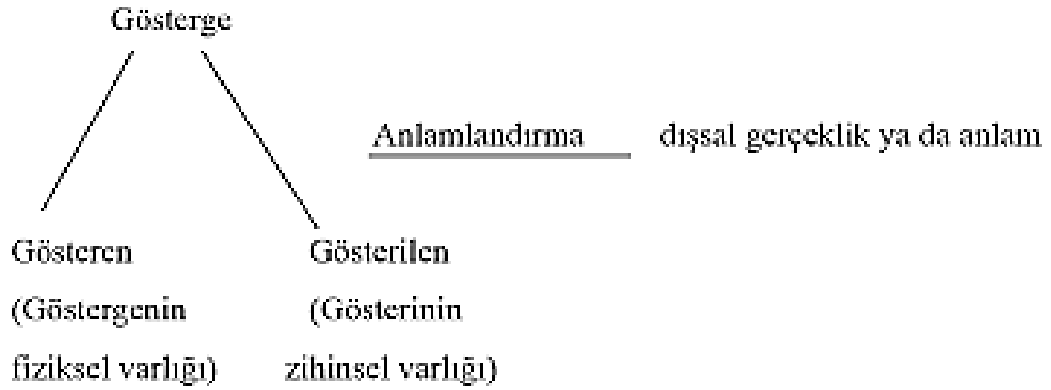 Gösterge
Anlamlandırma dışsal gerçeklik ya da anlam
Gösteren Gösterilen
(Göstergenin (Gösterinin
fiziksel varlığı) zihinsel varlığı)